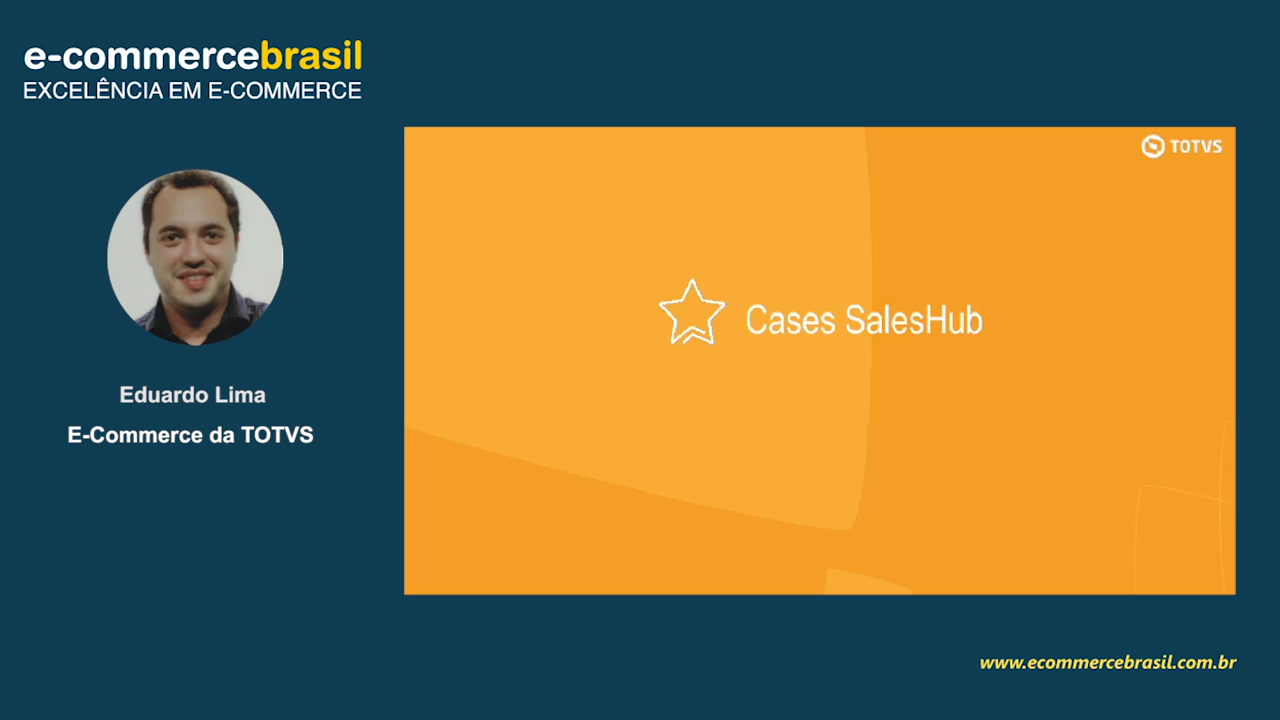 e-commercebrasil
EXCELÊNCIA EM E-COMMERCE
TOTVS
Cases SalesHub
Eduardo Lima
E-Commerce da TOTVS
www.ecommercebrasil.com.br